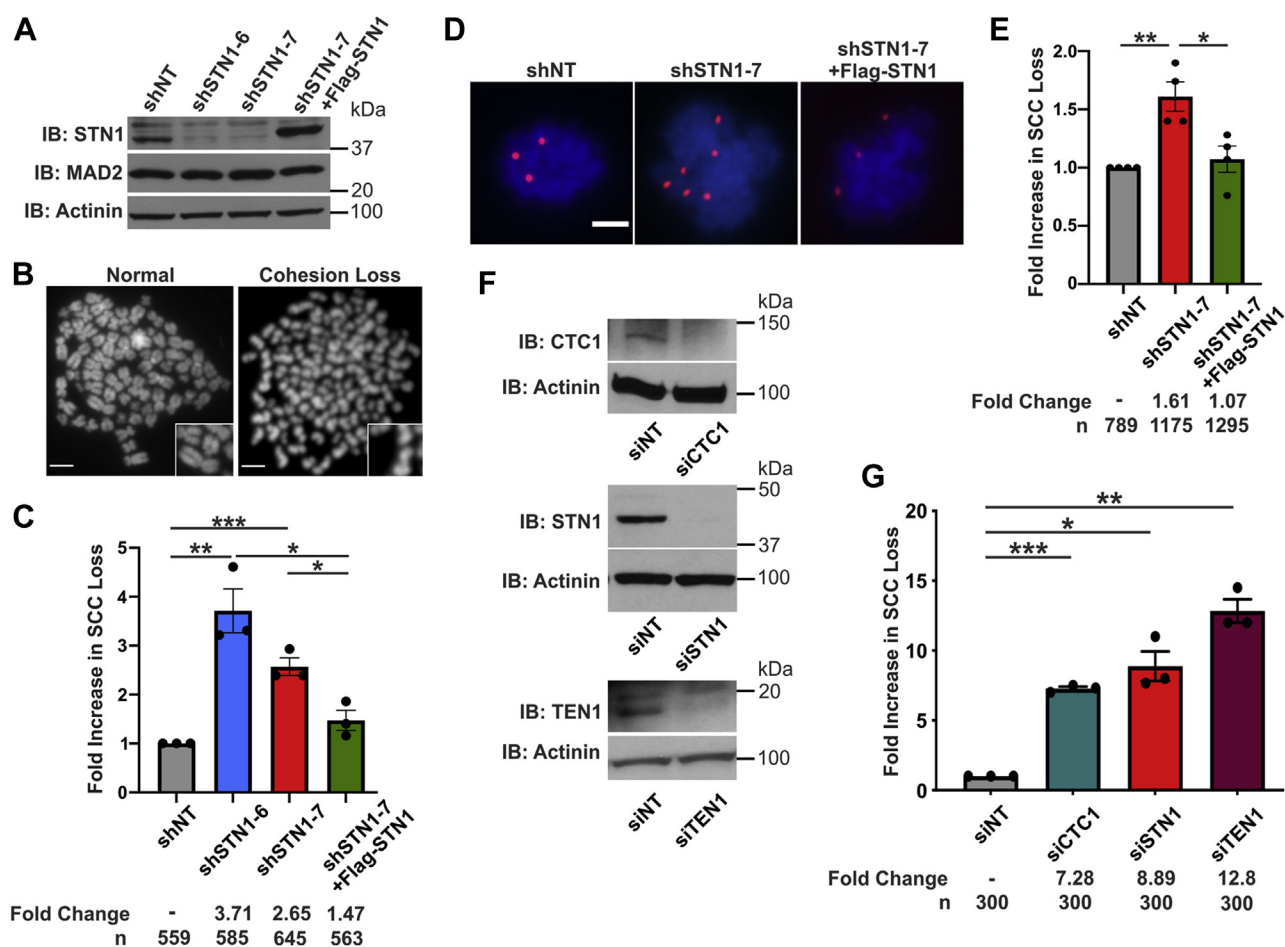 A
shNT
shSTN1-6
shSTN1-7
shSTN1-7
+Flag-STN1
kDa
IB: STN1
37
IB: MAD2
20
IB: Actinin
100
B
Normal
Cohesion Loss
C
Fold Increase in SCC Loss
***
**
*
*
5
4
3
2
1
0
shNT
shSTN1-6
shSTN1-7
shSTN1-7
+Flag-STN1
Fold Change - 3.71 2.65 1.47
n 559 585 645 563
D
shNT
shSTN1-7
shSTN1-7
+Flag-STN1
E
Fold Increase in SCC Loss
**
*
2.0
1.5
1.0
0.5
0
shNT
shSTN1-7
shSTN1-7
+Flag-STN1
Fold Change - 1.61 1.07
n 789 1175 1295
F
kDa
150
IB: CTC1
IB: Actinin
100
siNT
siCTC1
kDa
50
IB: STN1
37
IB: Actinin
100
siNT
siSTN1
kDa
20
IB: TEN1
IB: Actinin
100
siNT
siTEN1
G
Fold Increase in SCC Loss
**
*
***
20
15
10
5
0
siNT
siCTC1
siSTN1
siTEN1
Fold Change - 7.28 8.89 12.8
n 300 300 300 300